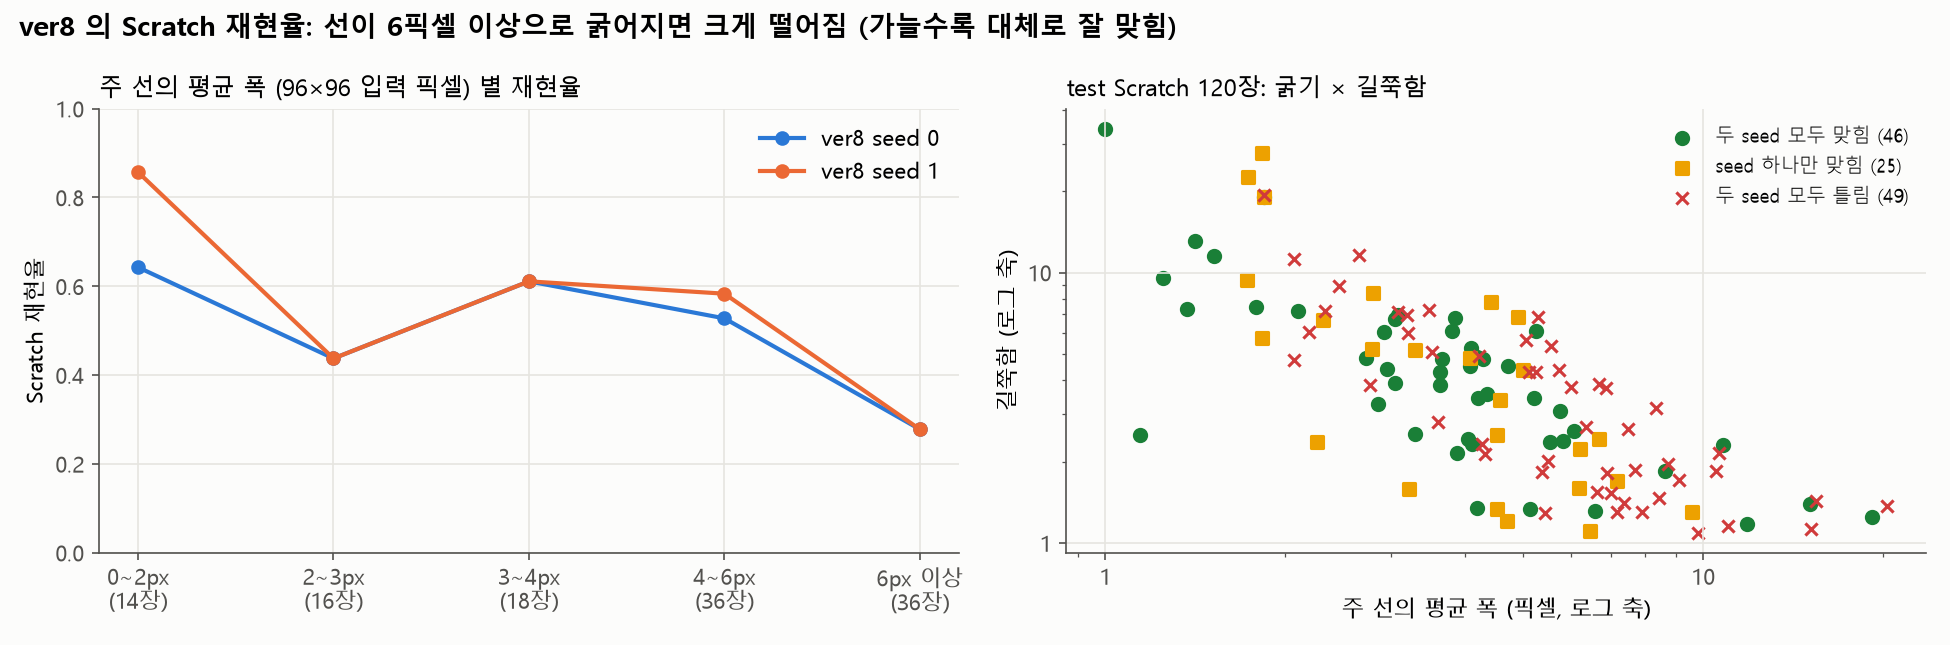 ver8 의 Scratch 재현율: 선이 6픽셀 이상으로 굵어지면 크게 떨어짐 (가늘수록 대체로 잘 맞힘)
주 선의 평균 폭 (96×96 입력 픽셀) 별 재현율
1.0
0.8
0.6
0.4
0.2
0.0
Scratch 재현율
ver8 seed 0
ver8 seed 1
0~2px
(14장)
2~3px
(16장)
3~4px
(18장)
4~6px
(36장)
6px 이상
(36장)
test Scratch 120장: 굵기 × 길쭉함
두 seed 모두 맞힘 (46)
seed 하나만 맞힘 (25)
두 seed 모두 틀림 (49)
길쭉함 (로그 축)
10
1
1
10
주 선의 평균 폭 (픽셀, 로그 축)